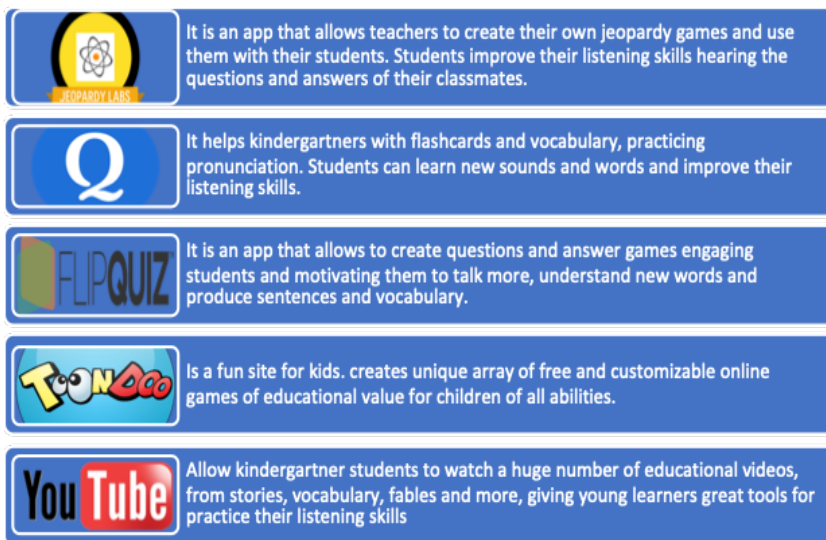 JEOPARDY LABS
It is an app that allows teachers to create their own jeopardy games and use
them with their students. Students improve their listening skills hearing the
questions and answers of their classmates.
Q
It helps kindergartners with flashcards and vocabulary, practicing
pronunciation. Students can learn new sounds and words and improve their
listening skills.
FLIPQUIZ
It is an app that allows to create questions and answer games engaging
students and motivating them to talk more, understand new words and
produce sentences and vocabulary.
TOONDOO
Is a fun site for kids. creates unique array of free and customizable online
games of educational value for children of all abilities.
You Tube
Allow kindergartner students to watch a huge number of educational videos,
from stories, vocabulary, fables and more, giving young learners great tools for
practice their listening skills